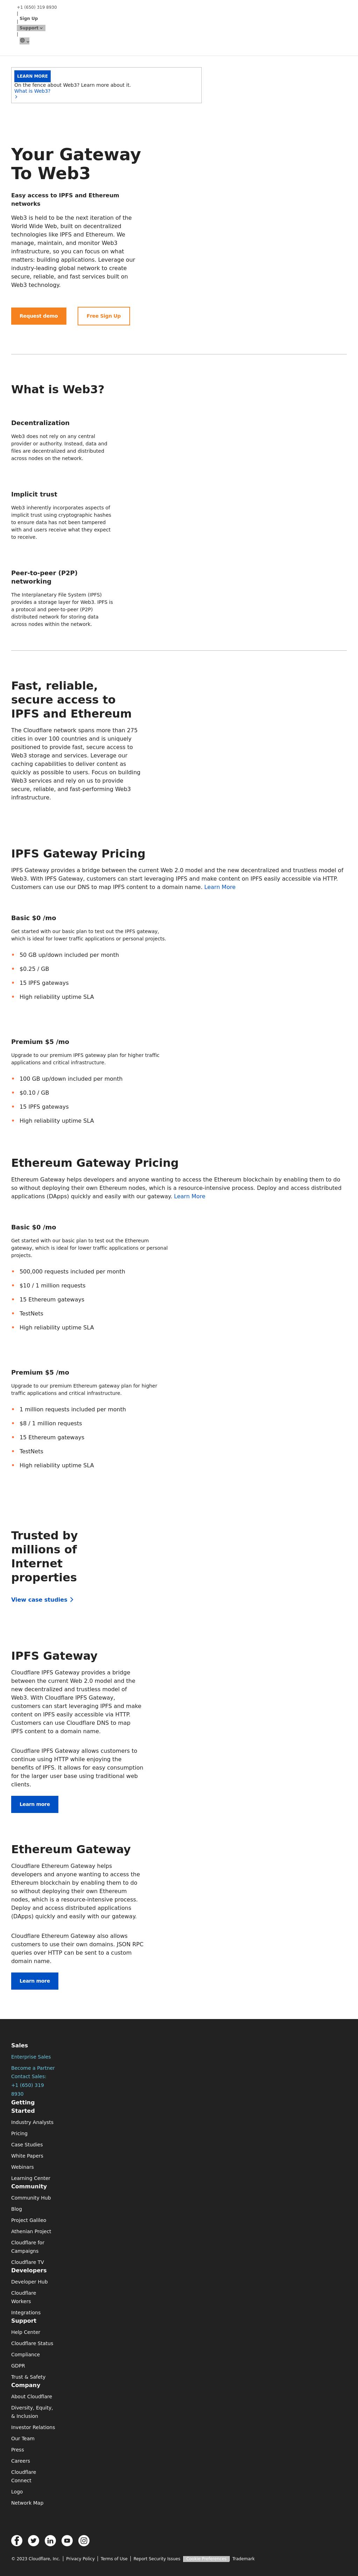 +1 (650) 319 8930
|
Sign Up
|
Support
|
LEARN MORE
On the fence about Web3? Learn more about it.
What is Web3?
Your Gateway
To Web3
Easy access to IPFS and Ethereum
networks
Web3 is held to be the next iteration of the
World Wide Web, built on decentralized
technologies like IPFS and Ethereum. We
manage, maintain, and monitor Web3
infrastructure, so you can focus on what
matters: building applications. Leverage our
industry-leading global network to create
secure, reliable, and fast services built on
Web3 technology.
Request demo
Free Sign Up
What is Web3?
Decentralization
Web3 does not rely on any central
provider or authority. Instead, data and
files are decentralized and distributed
across nodes on the network.
Implicit trust
Web3 inherently incorporates aspects of
implicit trust using cryptographic hashes
to ensure data has not been tampered
with and users receive what they expect
to receive.
Peer-to-peer (P2P)
networking
The Interplanetary File System (IPFS)
provides a storage layer for Web3. IPFS is
a protocol and peer-to-peer (P2P)
distributed network for storing data
across nodes within the network.
Fast, reliable,
secure access to
IPFS and Ethereum
The Cloudflare network spans more than 275
cities in over 100 countries and is uniquely
positioned to provide fast, secure access to
Web3 storage and services. Leverage our
caching capabilities to deliver content as
quickly as possible to users. Focus on building
Web3 services and rely on us to provide
secure, reliable, and fast-performing Web3
infrastructure.
IPFS Gateway Pricing
IPFS Gateway provides a bridge between the current Web 2.0 model and the new decentralized and trustless model of
Web3. With IPFS Gateway, customers can start leveraging IPFS and make content on IPFS easily accessible via HTTP.
Customers can use our DNS to map IPFS content to a domain name. Learn More
Basic $0 /mo
Get started with our basic plan to test out the IPFS gateway,
which is ideal for lower traffic applications or personal projects.
50 GB up/down included per month
$0.25 / GB
15 IPFS gateways
High reliability uptime SLA
Premium $5 /mo
Upgrade to our premium IPFS gateway plan for higher traffic
applications and critical infrastructure.
100 GB up/down included per month
$0.10 / GB
15 IPFS gateways
High reliability uptime SLA
Ethereum Gateway Pricing
Ethereum Gateway helps developers and anyone wanting to access the Ethereum blockchain by enabling them to do
so without deploying their own Ethereum nodes, which is a resource-intensive process. Deploy and access distributed
applications (DApps) quickly and easily with our gateway. Learn More
Basic $0 /mo
Get started with our basic plan to test out the Ethereum
gateway, which is ideal for lower traffic applications or personal
projects.
500,000 requests included per month
$10 / 1 million requests
15 Ethereum gateways
TestNets
High reliability uptime SLA
Premium $5 /mo
Upgrade to our premium Ethereum gateway plan for higher
traffic applications and critical infrastructure.
1 million requests included per month
$8 / 1 million requests
15 Ethereum gateways
TestNets
High reliability uptime SLA
Trusted by
millions of
Internet
properties
View case studies
IPFS Gateway
Cloudflare IPFS Gateway provides a bridge
between the current Web 2.0 model and the
new decentralized and trustless model of
Web3. With Cloudflare IPFS Gateway,
customers can start leveraging IPFS and make
content on IPFS easily accessible via HTTP.
Customers can use Cloudflare DNS to map
IPFS content to a domain name.
Cloudflare IPFS Gateway allows customers to
continue using HTTP while enjoying the
benefits of IPFS. It allows for easy consumption
for the larger user base using traditional web
clients.
Learn more
Ethereum Gateway
Cloudflare Ethereum Gateway helps
developers and anyone wanting to access the
Ethereum blockchain by enabling them to do
so without deploying their own Ethereum
nodes, which is a resource-intensive process.
Deploy and access distributed applications
(DApps) quickly and easily with our gateway.
Cloudflare Ethereum Gateway also allows
customers to use their own domains. JSON RPC
queries over HTTP can be sent to a custom
domain name.
Learn more
Sales
Enterprise Sales
Become a Partner
Contact Sales:
+1 (650) 319
8930
Getting
Started
Industry Analysts
Pricing
Case Studies
White Papers
Webinars
Learning Center
Community
Community Hub
Blog
Project Galileo
Athenian Project
Cloudflare for
Campaigns
Cloudflare TV
Developers
Developer Hub
Cloudflare
Workers
Integrations
Support
Help Center
Cloudflare Status
Compliance
GDPR
Trust & Safety
Company
About Cloudflare
Diversity, Equity,
& Inclusion
Investor Relations
Our Team
Press
Careers
Cloudflare
Connect
Logo
Network Map
© 2023 Cloudflare, Inc. | Privacy Policy | Terms of Use | Report Security Issues Trademark